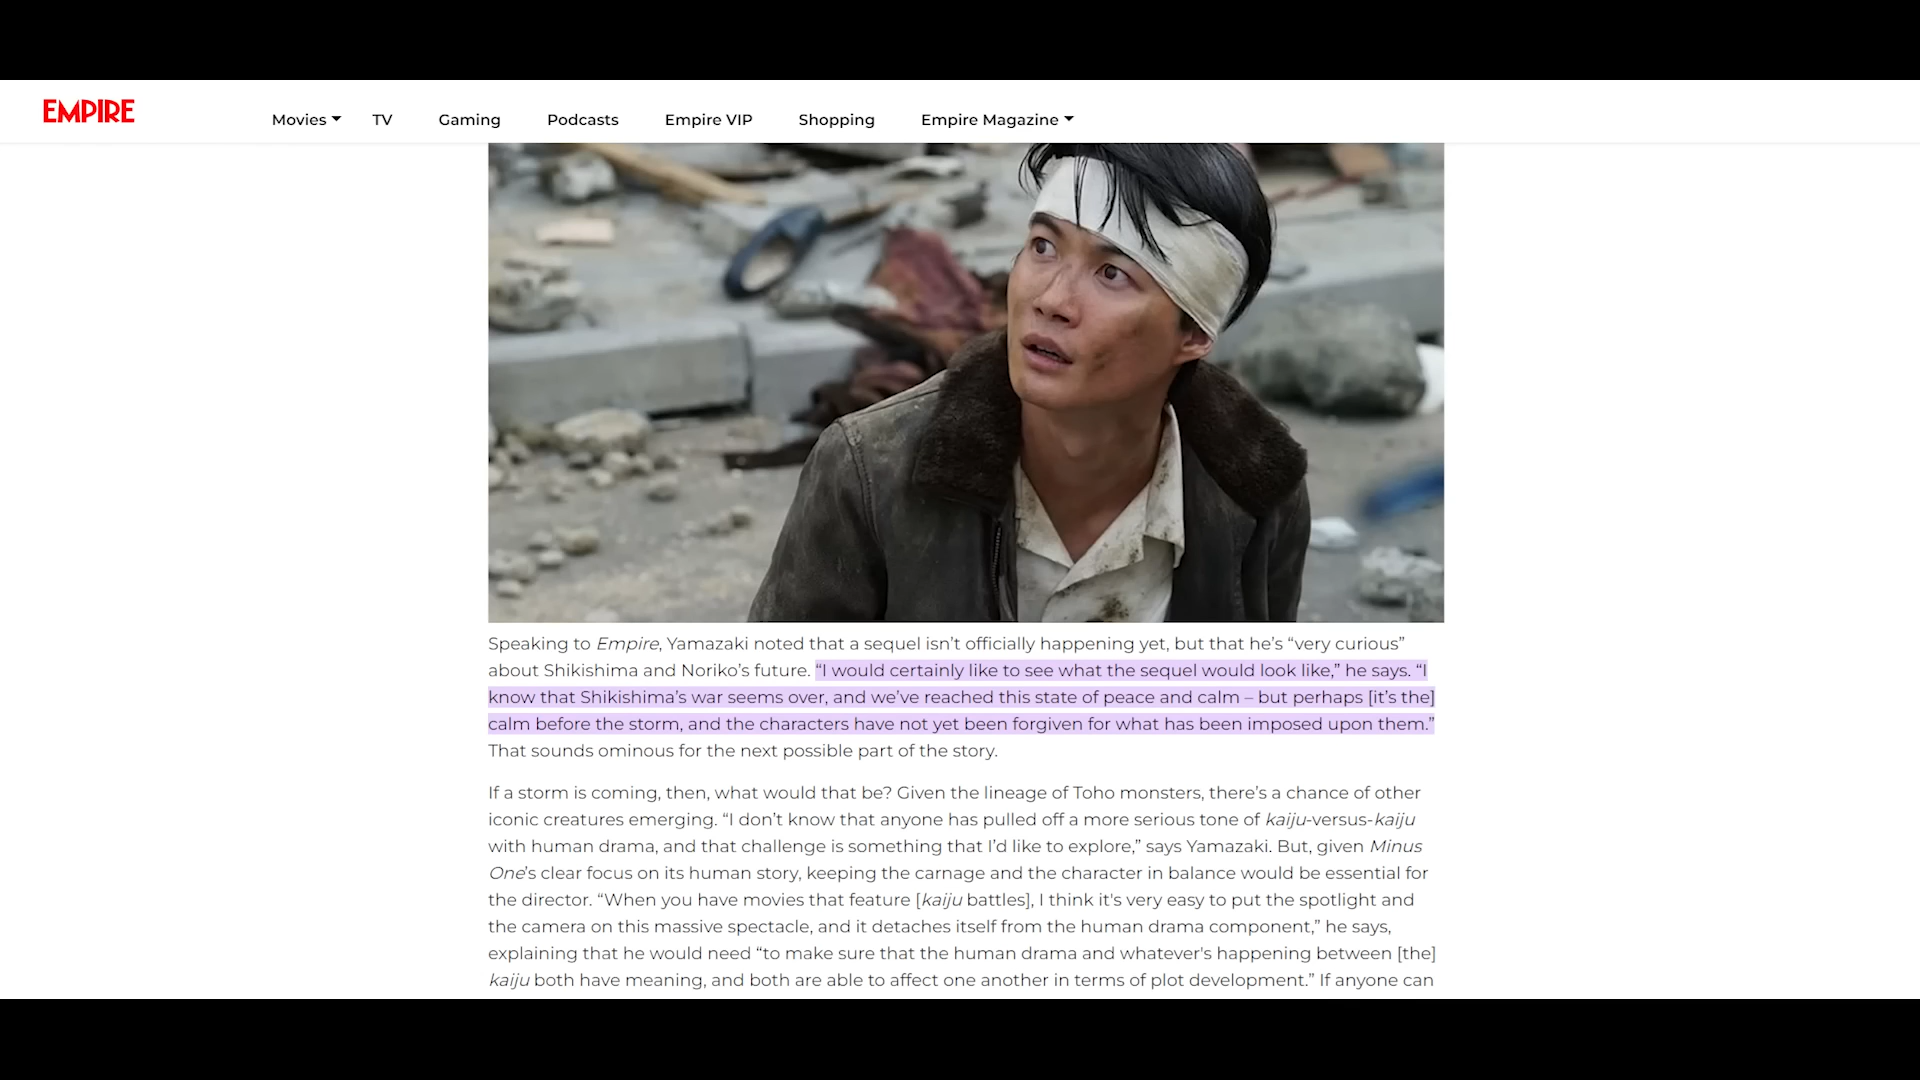 EMPIRE
Movies TV Gaming Podcasts Empire VIP Shopping Empire Magazine
Speaking to Empire, Yamazaki noted that a sequel isn’t officially happening yet, but that he’s “very curious”
about Shikishima and Noriko’s future. “I would certainly like to see what the sequel would look like,” he says. “I
know that Shikishima’s war seems over, and we’ve reached this state of peace and calm – but perhaps [it’s the]
calm before the storm, and the characters have not yet been forgiven for what has been imposed upon them.”
That sounds ominous for the next possible part of the story.
If a storm is coming, then, what would that be? Given the lineage of Toho monsters, there’s a chance of other
iconic creatures emerging. “I don’t know that anyone has pulled off a more serious tone of kaiju-versus-kaiju
with human drama, and that challenge is something that I’d like to explore,” says Yamazaki. But, given Minus
One’s clear focus on its human story, keeping the carnage and the character in balance would be essential for
the director. “When you have movies that feature [kaiju battles], I think it's very easy to put the spotlight and
the camera on this massive spectacle, and it detaches itself from the human drama component,” he says,
explaining that he would need “to make sure that the human drama and whatever's happening between [the]
kaiju both have meaning, and both are able to affect one another in terms of plot development.” If anyone can